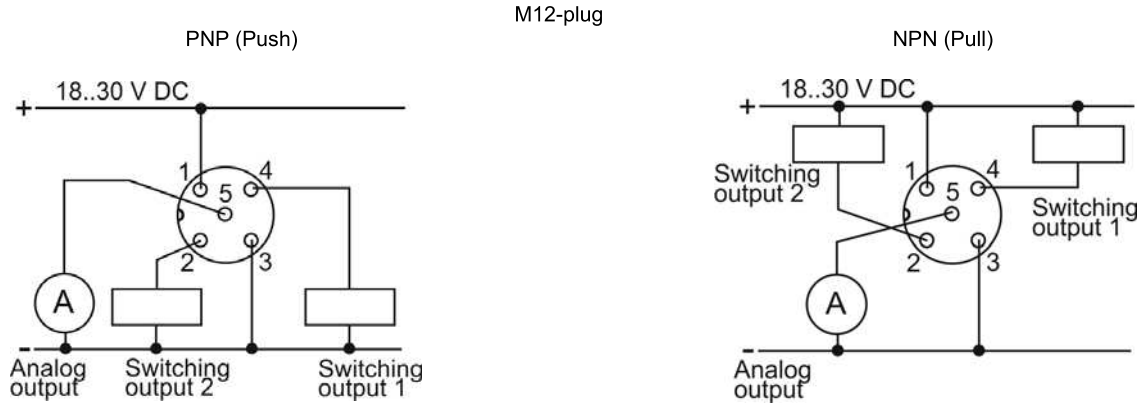 M12-plug
PNP (Push)
NPN (Pull)
18..30 V DC
+
1
4
5
2
3
A
-
Analog
output
Switching
output 2
Switching
output 1
18..30 V DC
+
Switching
output 2
1
4
5
Switching
output 1
2
3
A
-
Analog
output